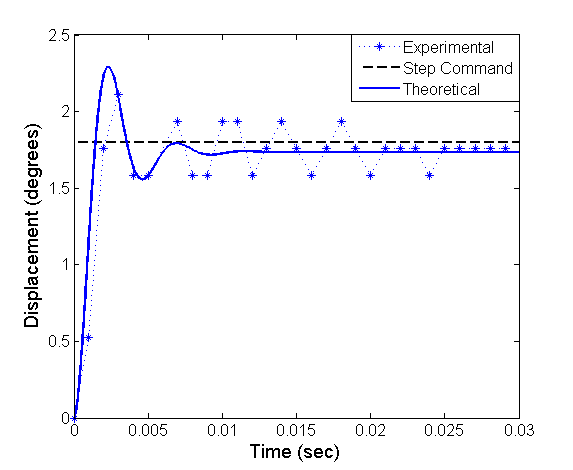 2.5
2
1.5
1
0.5
0
Displacement (degrees)
Experimental
Step Command
Theoretical
0 0.005 0.01 0.015 0.02 0.025 0.03
Time (sec)